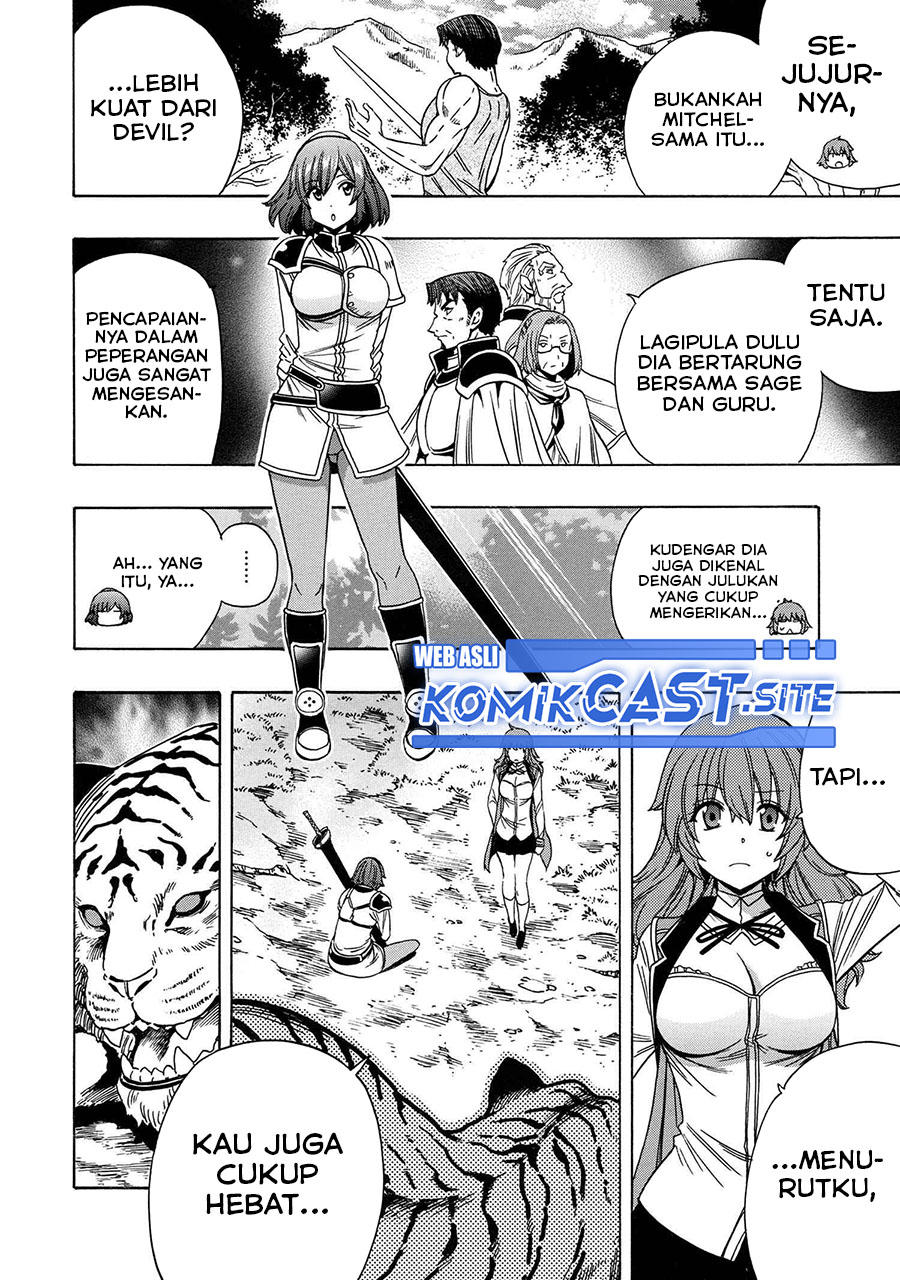 SE-
JUJUR-
NYA,
BUKANKAH
MITCHEL-
SAMA ITU...
...LEBIH
KUAT DARI
DEVIL?
TENTU
SAJA.
LAGIPULA DULU
DIA BERTARUNG
BERSAMA SAGE
DAN GURU.
PENCAPAIAN-
NYA DALAM
PEPERANGAN
JUGA SANGAT
MENGESAN-
KAN.
KUDENGAR DIA
JUGA DIKENAL
DENGAN JULUKAN
YANG CUKUP
MENGERIKAN...
......
AH... YANG
ITU, YA...
WEB ASLI
KOMIKCAST.SITE
TAPI...
...MENU-
RUTKU,
KAU JUGA
CUKUP
HEBAT...